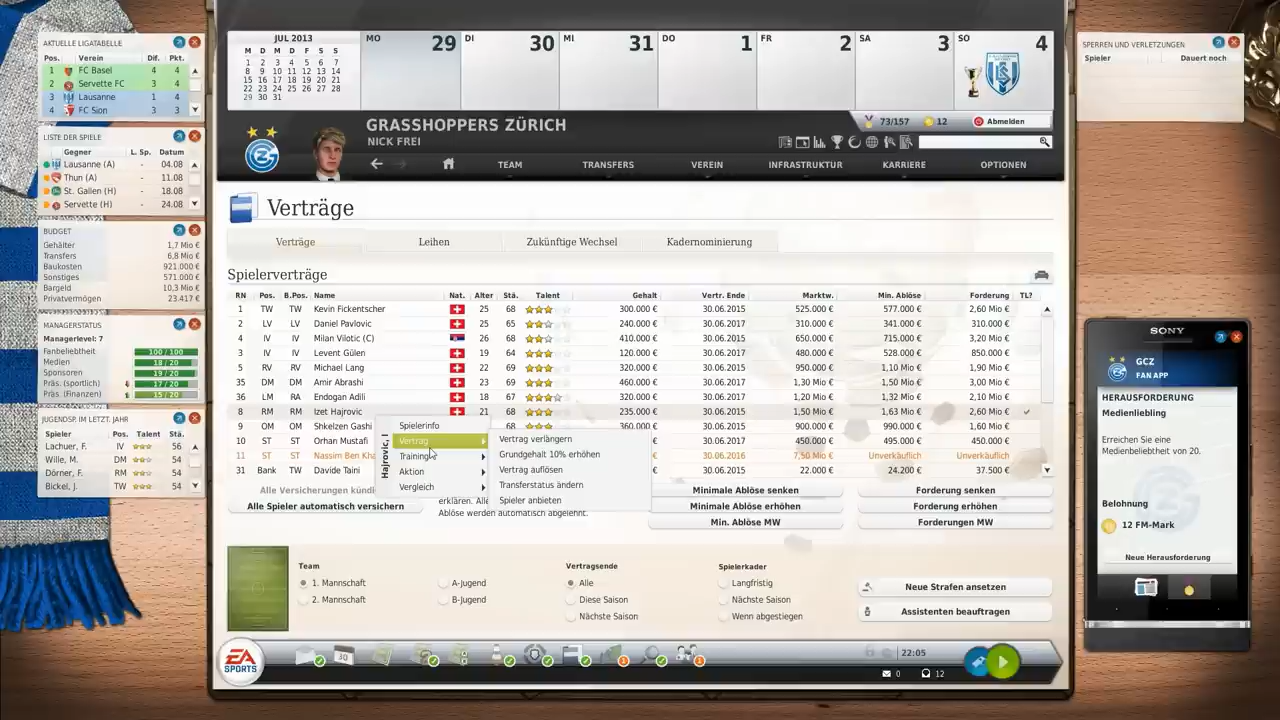 AKTUELLE LIGATABELLE
Pos. Verein Dif. Pkt.
1 FC Basel 4 4
2 Servette FC 3 4
3 Lausanne 1 4
4 FC Sion 3 3
LISTE DER SPIELE
Gegner L. Sp. Datum
Lausanne (A) - 04.08
Thun (A) - 11.08
St. Gallen (H) - 18.08
Servette (H) - 24.08
BUDGET
Gehälter 1,7 Mio €
Transfers 6,8 Mio €
Baukosten 921.000 €
Sonstiges 571.000 €
Bargeld 10,3 Mio €
Privatvermögen 23.417 €
MANAGERSTATUS
Managerlevel: 7
Fanbeliebtheit 100 / 100
Medien 18 / 20
Sponsoren 19 / 20
Präs. (sportlich) 17 / 20
Präs. (Finanzen) 15 / 20
JUGENDSP. IM LETZT. JAHR
Spieler Pos. Talent Stä.
Lachuer, F. IV 56
Wille, M. DM 54
Dörner, F. RM 54
Bickel, J. TW 54
JUL 2013
M D M D F S S
1 2 3 4 5 6 7
8 9 10 11 12 13 14
15 16 17 18 19 20 21
22 23 24 25 26 27 28
29 30 31
MO 29 DI 30 MI 31 DO 1 FR 2 SA 3 SO 4
GRASSHOPPERS ZÜRICH
NICK FREI
73/157 12 Abmelden
TEAM TRANSFERS VEREIN INFRASTRUKTUR KARRIERE OPTIONEN
Verträge
Verträge Leihen Zukünftige Wechsel Kadernominierung
Spielerverträge
RN Pos. B.Pos. Name Nat. Alter Stä. Talent Gehalt Vertr. Ende Marktw. Min. Ablöse Forderung TL?
1 TW TW Kevin Fickentscher 25 68 300.000 € 30.06.2015 525.000 € 577.000 € 2,60 Mio €
2 LV LV Daniel Pavlovic 25 65 240.000 € 30.06.2017 310.000 € 341.000 € 310.000 €
4 IV IV Milan Vilotic (C) 26 68 410.000 € 30.06.2016 650.000 € 715.000 € 3,20 Mio €
3 IV IV Levent Gülen 19 64 120.000 € 30.06.2017 480.000 € 528.000 € 850.000 €
5 RV RV Michael Lang 22 69 320.000 € 30.06.2015 950.000 € 1,10 Mio € 1,90 Mio €
35 DM DM Amir Abrashi 23 69 460.000 € 30.06.2017 1,30 Mio € 1,50 Mio € 3,00 Mio €
36 LM RA Endogan Adili 18 67 310.000 € 30.06.2016 1,20 Mio € 1,32 Mio € 2,10 Mio €
8 RM RM Izet Hajrovic 21 68 235.000 € 30.06.2015 1,50 Mio € 1,63 Mio € 2,60 Mio €
9 OM OM Shkelzen Gashi 68 360.000 € 30.06.2015 900.000 € 990.000 € 1,60 Mio €
10 ST ST Orhan Mustafi 30.06.2017 450.000 € 495.000 € 450.000 €
11 ST ST Nassim Ben Kha 30.06.2016 7,50 Mio € Unverkäuflich Unverkäuflich
31 Bank TW Davide Taini 30.06.2015 22.000 € 24.200 € 37.500 €
Hajrovic, I
Spielerinfo
Vertrag
Training
Aktion
Vergleich
Vertrag verlängern
Grundgehalt 10% erhöhen
Vertrag auflösen
Transferstatus ändern
Spieler anbieten
Alle Versicherungen kündi
Alle Spieler automatisch versichern
erklären. Alle
Ablöse werden automatisch abgelehnt.
Minimale Ablöse senken
Minimale Ablöse erhöhen
Min. Ablöse MW
Forderung senken
Forderung erhöhen
Forderungen MW
Team
1. Mannschaft A-Jugend
2. Mannschaft B-Jugend
Vertragsende
Alle
Diese Saison
Nächste Saison
Spielerkader
Langfristig
Nächste Saison
Wenn abgestiegen
Neue Strafen ansetzen
Assistenten beauftragen
EA
SPORTS
30
1
1
22:05
0 12
SPERREN UND VERLETZUNGEN
Spieler Dauert noch
SONY
GCZ
FAN APP
HERAUSFORDERUNG
Medienliebling
Erreichen Sie eine
Medienbeliebtheit von 20.
Belohnung
12 FM-Mark
Neue Herausforderung